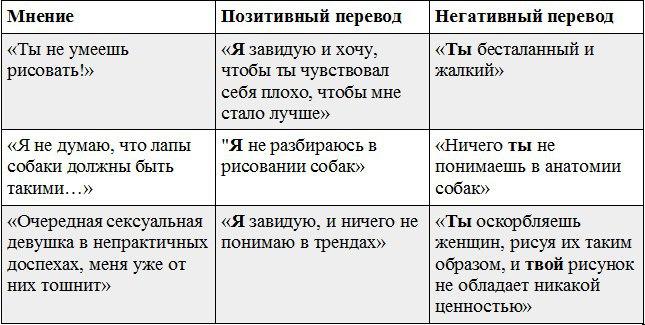 Мнение
Позитивный перевод
Негативный перевод
«Ты не умеешь
рисовать!»
«Я завидую и хочу,
чтобы ты чувствовал
себя плохо, чтобы мне
стало лучше»
«Ты бесталанный и
жалкий»
«Я не думаю, что лапы
собаки должны быть
такими…»
"Я не разбираюсь в
рисовании собак»
«Ничего ты не
понимаешь в анатомии
собак»
«Очередная сексуальная
девушка в непрактичных
доспехах, меня уже от
них тошнит»
«Я завидую, и ничего не
понимаю в трендах»
«Ты оскорбляешь
женщин, рисуя их таким
образом, и твой рисунок
не обладает никакой
ценностью»